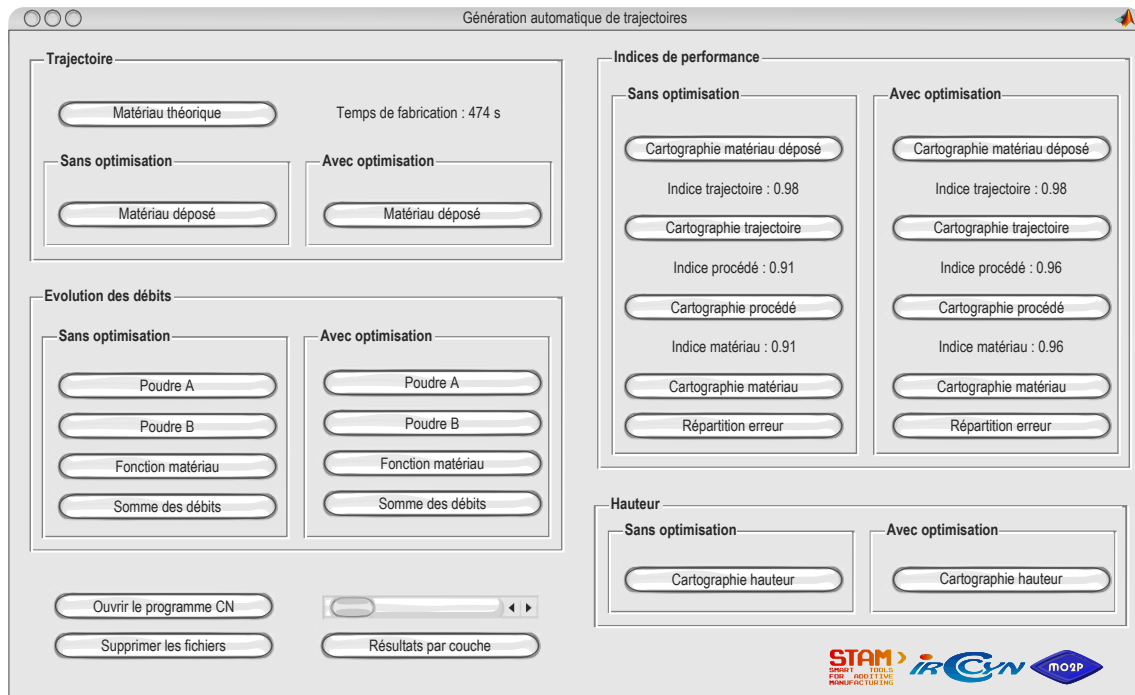 Génération automatique de trajectoires
Trajectoire
Matériau théorique
Temps de fabrication : 474 s
Sans optimisation
Matériau déposé
Avec optimisation
Matériau déposé
Evolution des débits
Sans optimisation
Poudre A
Poudre B
Fonction matériau
Somme des débits
Avec optimisation
Poudre A
Poudre B
Fonction matériau
Somme des débits
Ouvrir le programme CN
Supprimer les fichiers
Résultats par couche
Indices de performance
Sans optimisation
Cartographie matériau déposé
Indice trajectoire : 0.98
Cartographie trajectoire
Indice procédé : 0.91
Cartographie procédé
Indice matériau : 0.91
Cartographie matériau
Répartition erreur
Avec optimisation
Cartographie matériau déposé
Indice trajectoire : 0.98
Cartographie trajectoire
Indice procédé : 0.96
Cartographie procédé
Indice matériau : 0.96
Cartographie matériau
Répartition erreur
Hauteur
Sans optimisation
Cartographie hauteur
Avec optimisation
Cartographie hauteur
STAM
SMART TOOLS
FOR ADDITIVE
MANUFACTURING
IRCCyN
MO2P